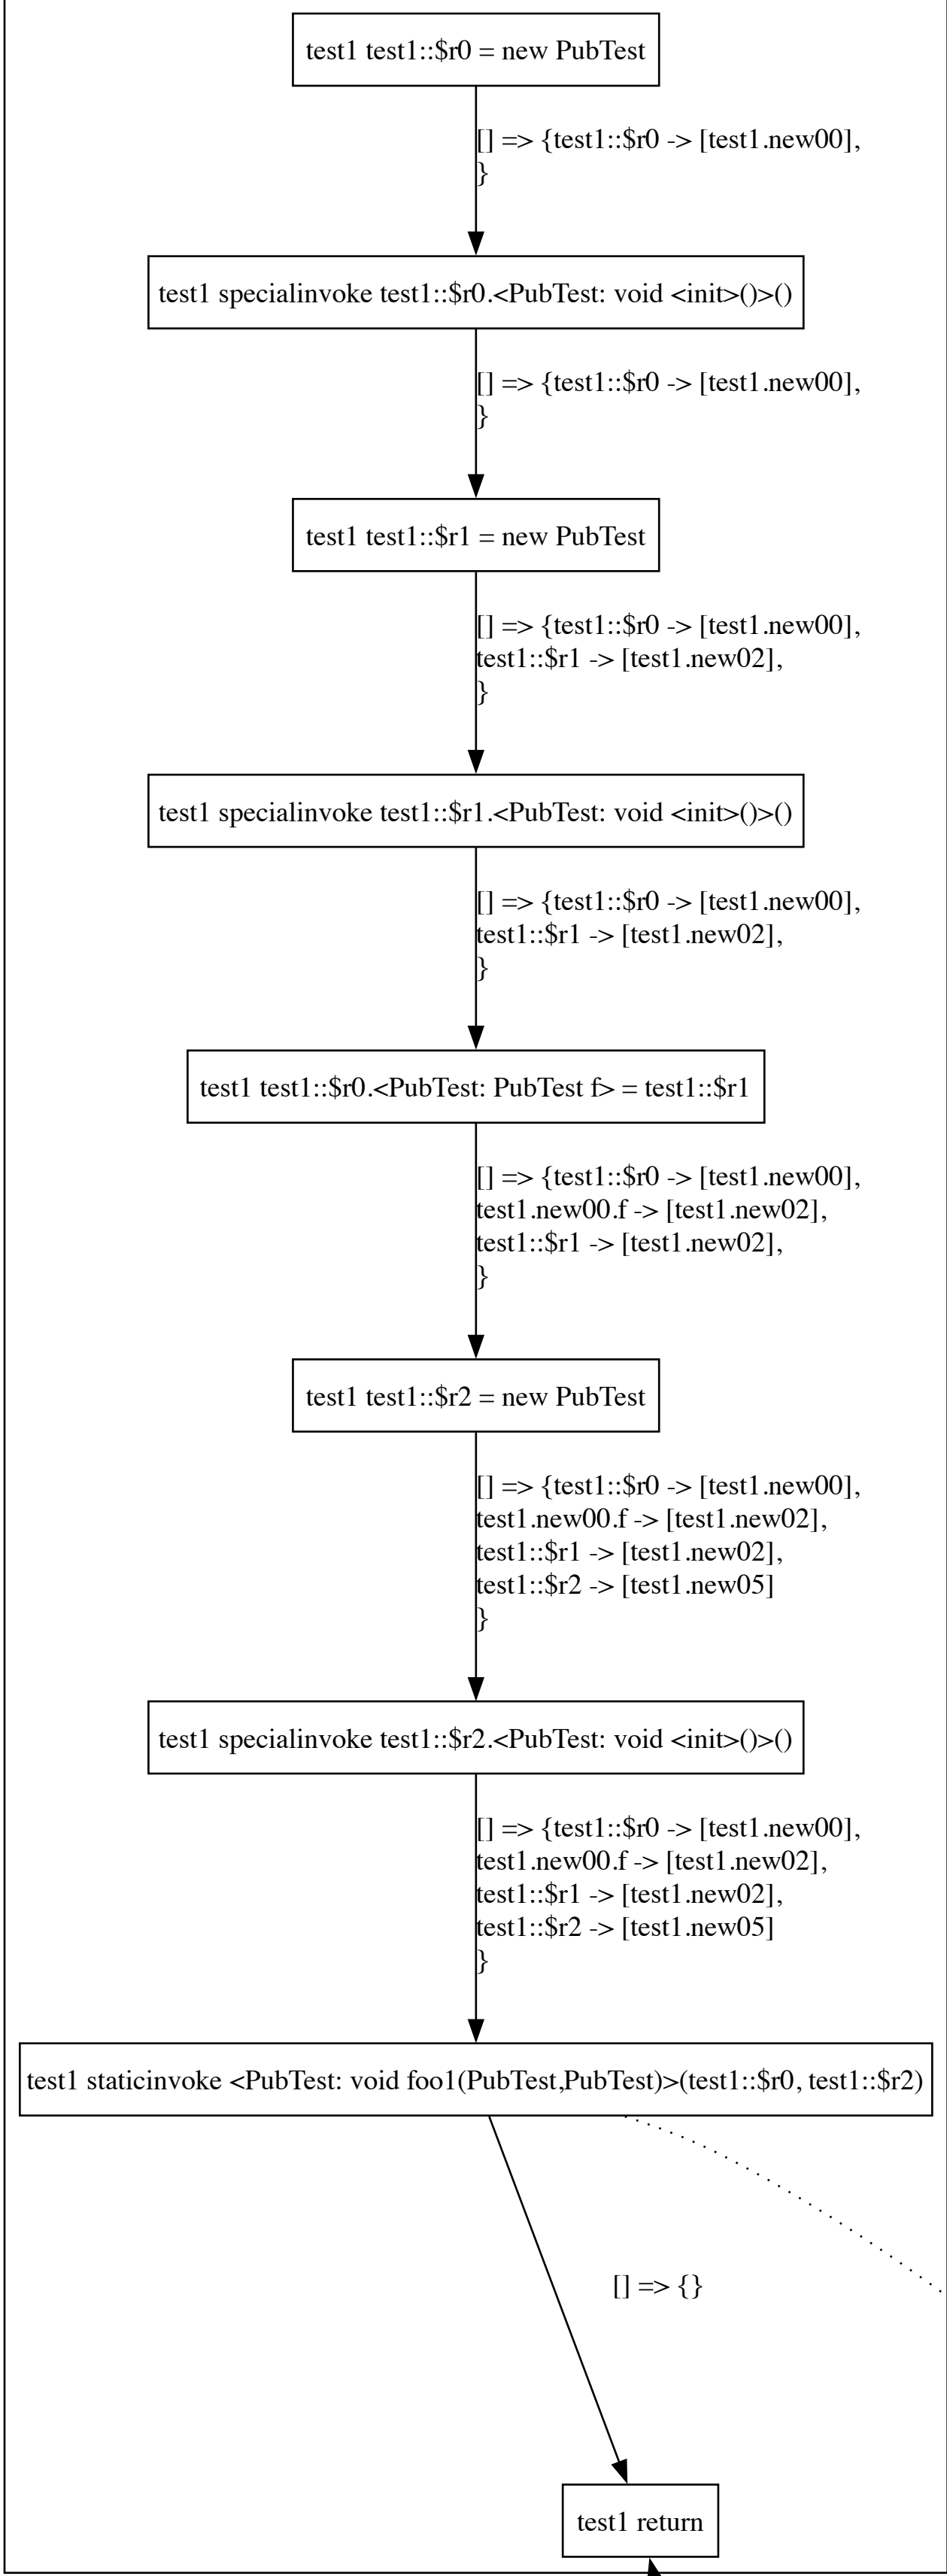 test1 test1::$r0 = new PubTest
[] => {test1::$r0 -> [test1.new00],
}
test1 specialinvoke test1::$r0.<PubTest: void <init>()>()
[] => {test1::$r0 -> [test1.new00],
}
test1 test1::$r1 = new PubTest
[] => {test1::$r0 -> [test1.new00],
test1::$r1 -> [test1.new02],
}
test1 specialinvoke test1::$r1.<PubTest: void <init>()>()
[] => {test1::$r0 -> [test1.new00],
test1::$r1 -> [test1.new02],
}
test1 test1::$r0.<PubTest: PubTest f> = test1::$r1
[] => {test1::$r0 -> [test1.new00],
test1.new00.f -> [test1.new02],
test1::$r1 -> [test1.new02],
}
test1 test1::$r2 = new PubTest
[] => {test1::$r0 -> [test1.new00],
test1.new00.f -> [test1.new02],
test1::$r1 -> [test1.new02],
test1::$r2 -> [test1.new05]
}
test1 specialinvoke test1::$r2.<PubTest: void <init>()>()
[] => {test1::$r0 -> [test1.new00],
test1.new00.f -> [test1.new02],
test1::$r1 -> [test1.new02],
test1::$r2 -> [test1.new05]
}
test1 staticinvoke <PubTest: void foo1(PubTest,PubTest)>(test1::$r0, test1::$r2)
[] => {}
test1 return